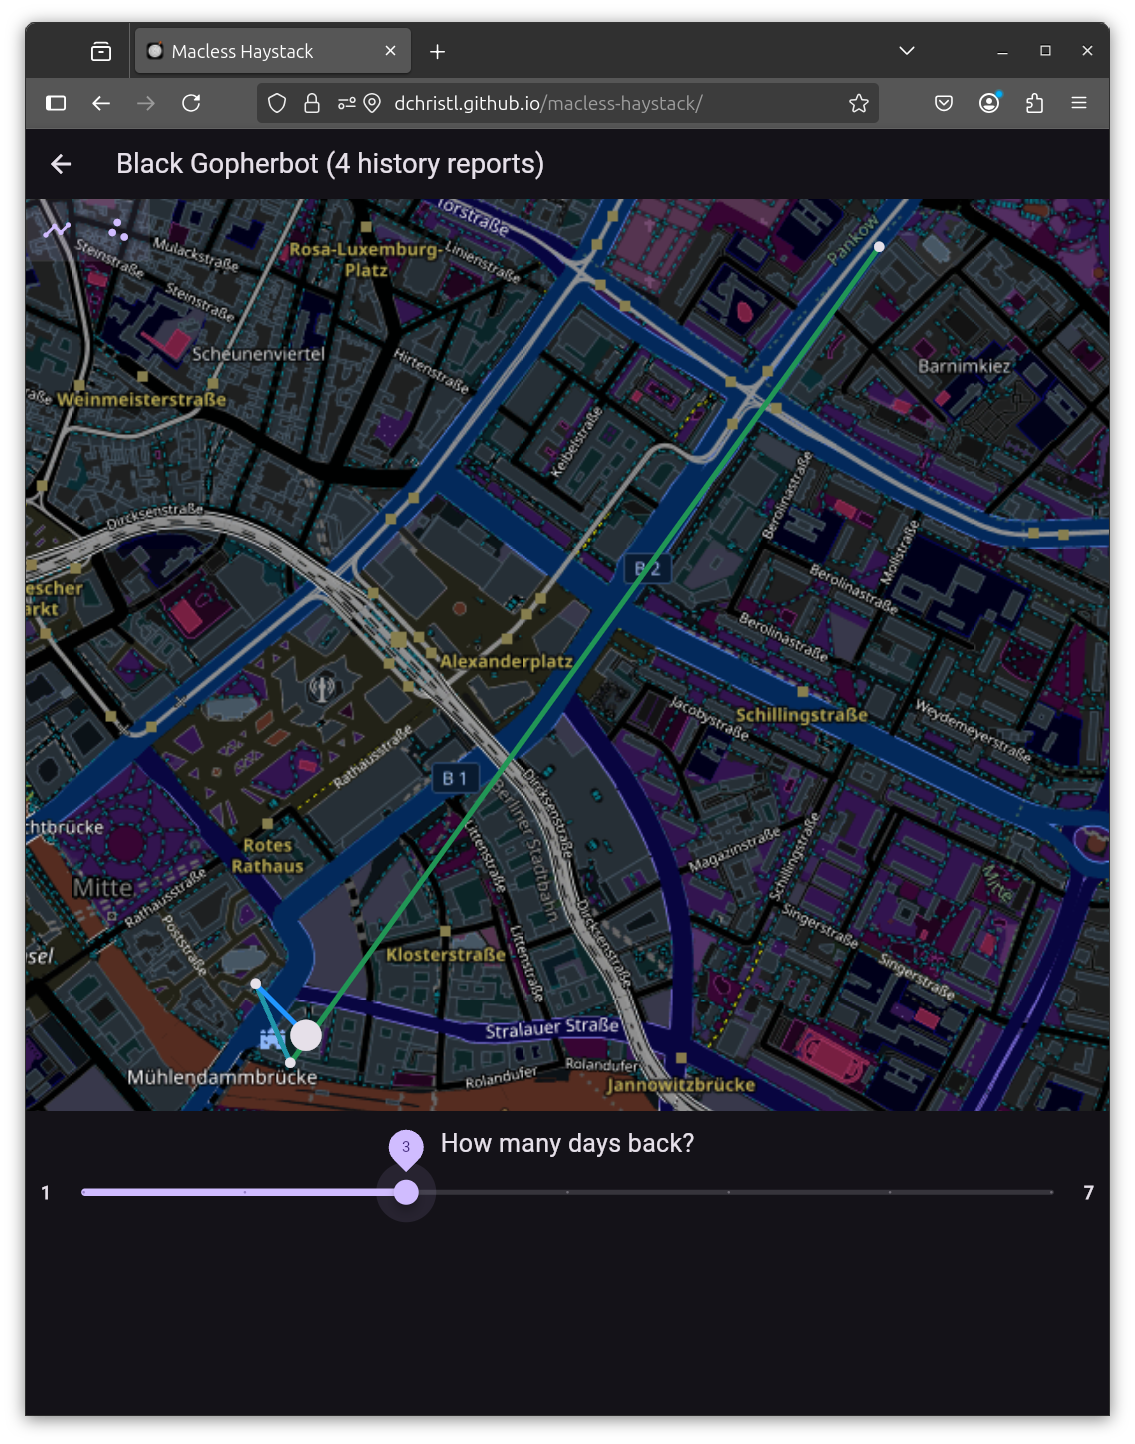 Macless Haystack
dchristl.github.io/macless-haystack/
Black Gopherbot (4 history reports)
Torstraße
Pankow
Steinstraße
Mulackstraße
Rosa-Luxemburg-
Platz
Linienstraße
Steinstraße
Scheunenviertel
Hirtenstraße
Barnimkiez
aße
Weinmeisterstraße
Keibelstraße
Berolinastraße
Dircksenstraße
Mollstraße
B 2
escher
arkt
Berolinastraße
Berolinastraße
Alexanderplatz
Jacobystraße
Schillingstraße
Weydemeyerstraße
Rathausstraße
B 1
Dircksenstraße
Berliner Stadtbahn
chtbrücke
Littenstraße
Magazinstraße
Schillingstraße
Rotes
Rathaus
Mitte
Mitte
Rathausstraße
Poststraße
Singerstraße
Dircksenstraße
sel
Klosterstraße
Littenstraße
Singerstraße
Stralauer Straße
Mühlendammbrücke
Rolandufer
Rolandufer
Jannowitzbrücke
3
How many days back?
1
7